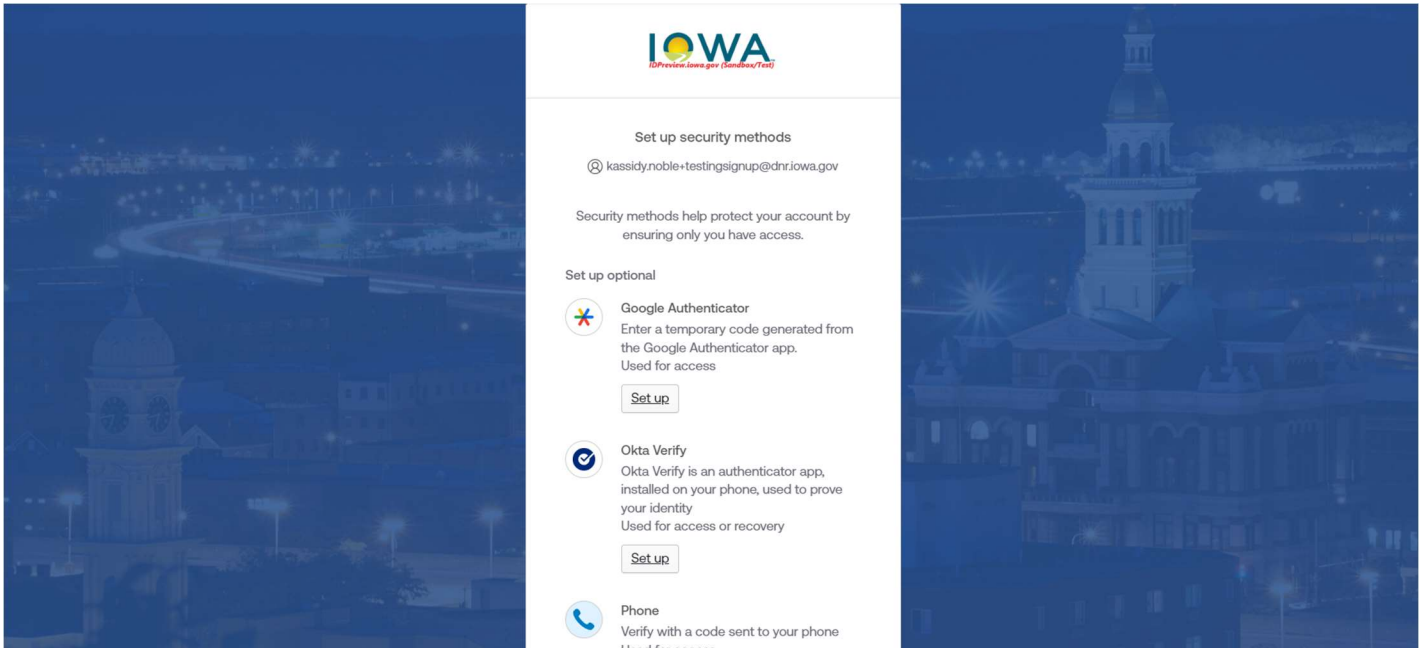 IOWA
IDPreview.iowa.gov (Sandbox/Test)
Set up security methods
kassidy.noble+testingsignup@dnr.iowa.gov
Security methods help protect your account by
ensuring only you have access.
Set up optional
Google Authenticator
Enter a temporary code generated from
the Google Authenticator app.
Used for access
Set up
Okta Verify
Okta Verify is an authenticator app,
installed on your phone, used to prove
your identity
Used for access or recovery
Set up
Phone
Verify with a code sent to your phone